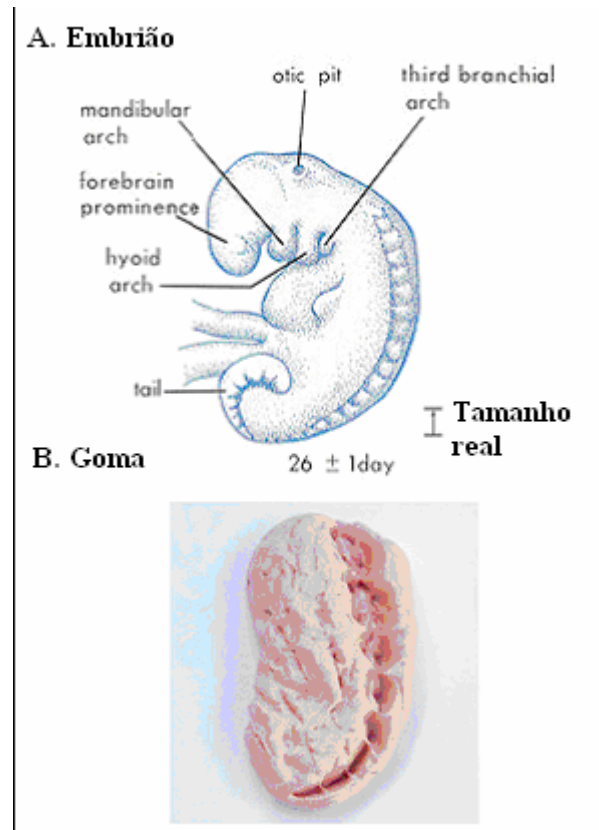 A. Embrião
otic pit
third branchial
arch
mandibular
arch
forebrain
prominence
hyoid
arch
tail
Tamanho
real
B. Goma
26 ± 1day